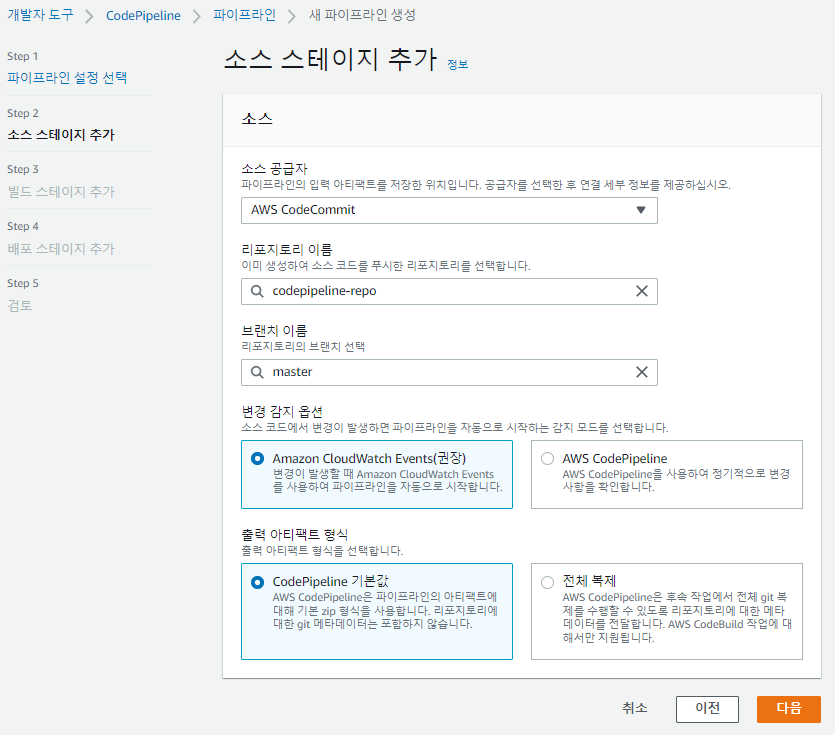 개발자 도구 > CodePipeline > 파이프라인 > 새 파이프라인 생성
Step 1
파이프라인 설정 선택
Step 2
소스 스테이지 추가
Step 3
빌드 스테이지 추가
Step 4
배포 스테이지 추가
Step 5
검토
소스 스테이지 추가 정보
소스
소스 공급자
파이프라인의 입력 아티팩트를 저장한 위치입니다. 공급자를 선택한 후 연결 세부 정보를 제공하십시오.
AWS CodeCommit
리포지토리 이름
이미 생성하여 소스 코드를 푸시한 리포지토리를 선택합니다.
codepipeline-repo
브랜치 이름
리포지토리의 브랜치 선택
master
변경 감지 옵션
소스 코드에서 변경이 발생하면 파이프라인을 자동으로 시작하는 감지 모드를 선택합니다.
Amazon CloudWatch Events(권장)
변경이 발생할 때 Amazon CloudWatch Events
를 사용하여 파이프라인을 자동으로 시작합니다.
AWS CodePipeline
AWS CodePipeline을 사용하여 정기적으로 변경
사항을 확인합니다.
출력 아티팩트 형식
출력 아티팩트 형식을 선택합니다.
CodePipeline 기본값
AWS CodePipeline은 파이프라인의 아티팩트에
대해 기본 zip 형식을 사용합니다. 리포지토리에
대한 git 메타데이터는 포함하지 않습니다.
전체 복제
AWS CodePipeline은 후속 작업에서 전체 git 복
제를 수행할 수 있도록 리포지토리에 대한 메타
데이터를 전달합니다. AWS CodeBuild 작업에 대
해서만 지원됩니다.
취소
이전
다음